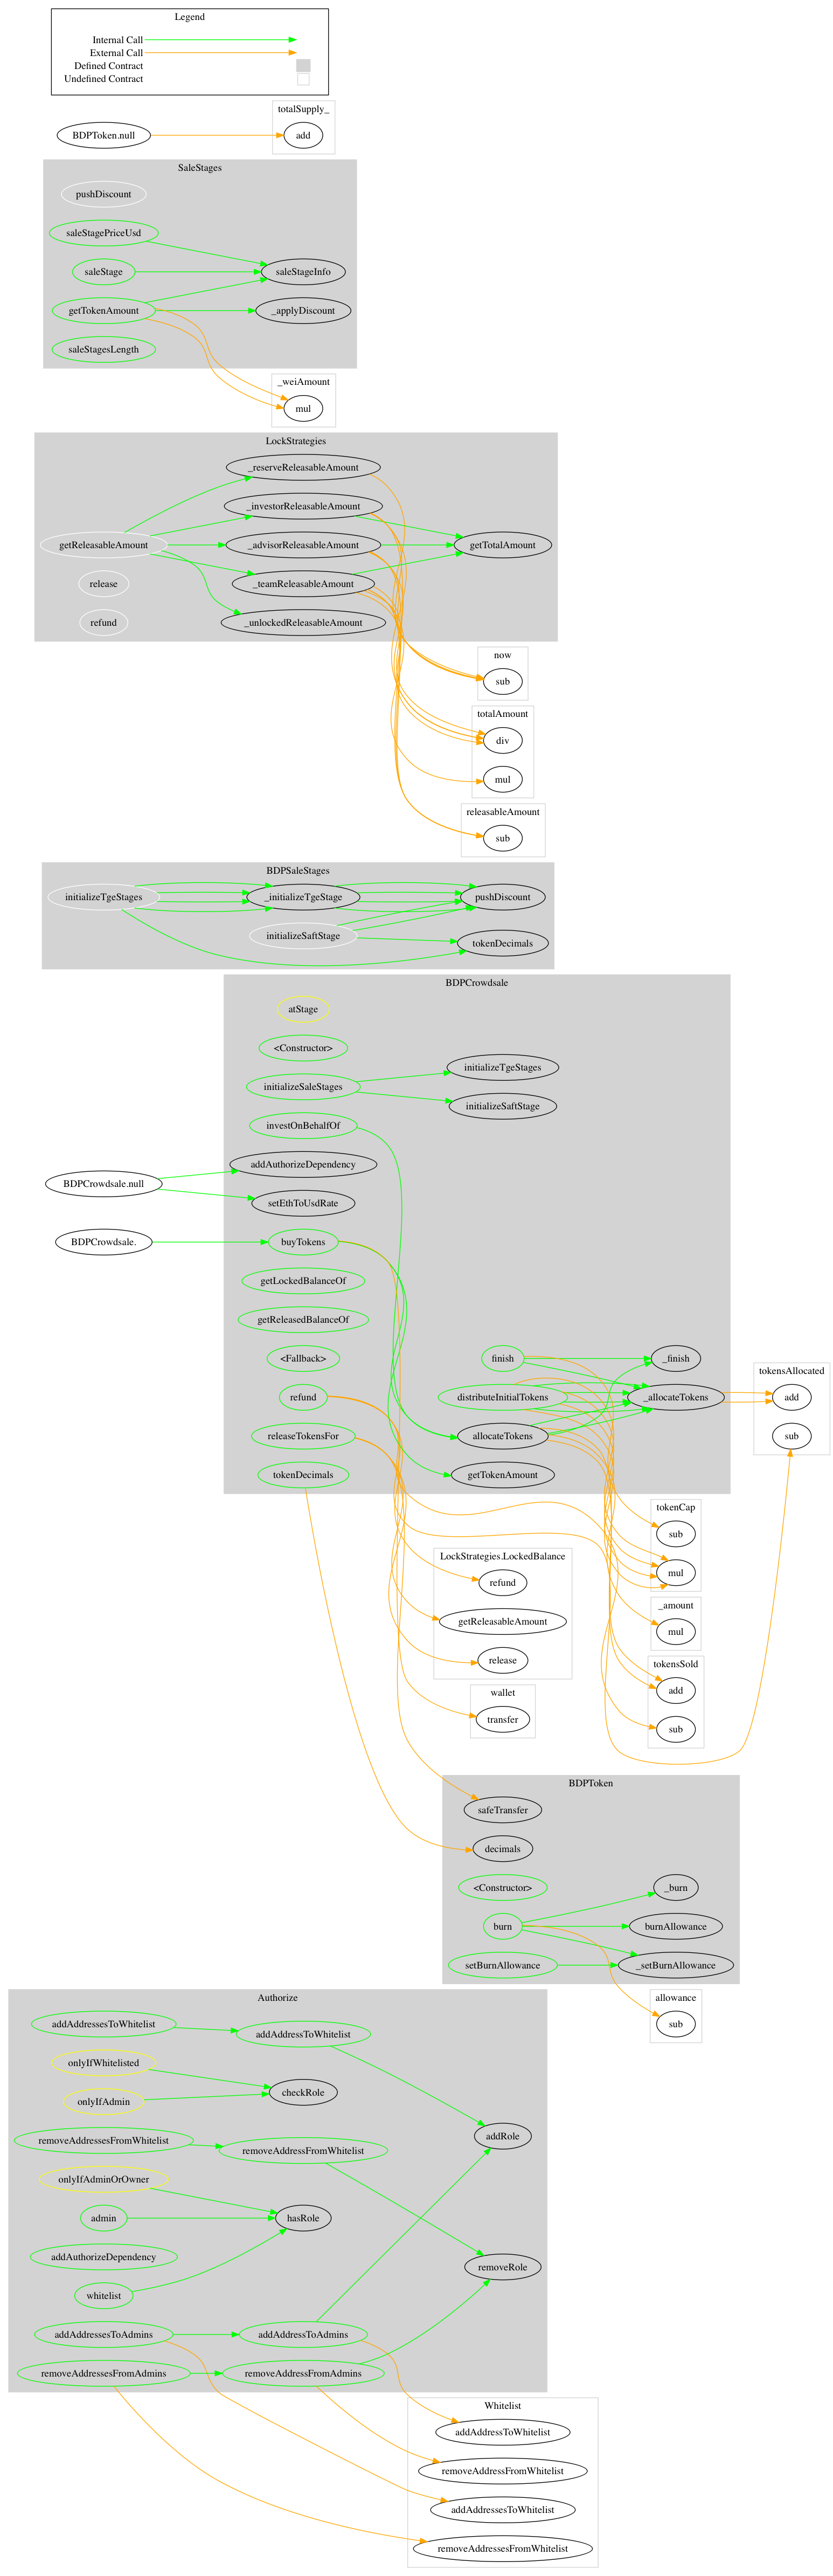 Legend
Internal Call
External Call
Defined Contract
Undefined Contract
totalSupply_
BDPToken.null
add
SaleStages
pushDiscount
saleStagePriceUsd
saleStage
saleStageInfo
getTokenAmount
_applyDiscount
saleStagesLength
_weiAmount
mul
LockStrategies
_reserveReleasableAmount
_investorReleasableAmount
getReleasableAmount
_advisorReleasableAmount
getTotalAmount
release
_teamReleasableAmount
refund
_unlockedReleasableAmount
now
sub
totalAmount
div
mul
releasableAmount
sub
BDPSaleStages
initializeTgeStages
_initializeTgeStage
pushDiscount
initializeSaftStage
tokenDecimals
BDPCrowdsale
atStage
<Constructor>
initializeTgeStages
initializeSaleStages
initializeSaftStage
investOnBehalfOf
addAuthorizeDependency
BDPCrowdsale.null
setEthToUsdRate
BDPCrowdsale.
buyTokens
getLockedBalanceOf
getReleasedBalanceOf
<Fallback>
finish
_finish
tokensAllocated
refund
distributeInitialTokens
_allocateTokens
add
releaseTokensFor
allocateTokens
sub
tokenDecimals
getTokenAmount
tokenCap
sub
LockStrategies.LockedBalance
mul
refund
_amount
getReleasableAmount
mul
release
tokensSold
wallet
add
transfer
sub
BDPToken
safeTransfer
decimals
<Constructor>
_burn
burn
burnAllowance
setBurnAllowance
_setBurnAllowance
Authorize
allowance
addAddressesToWhitelist
sub
addAddressToWhitelist
onlyIfWhitelisted
checkRole
onlyIfAdmin
addRole
removeAddressesFromWhitelist
removeAddressFromWhitelist
onlyIfAdminOrOwner
admin
hasRole
addAuthorizeDependency
removeRole
whitelist
addAddressesToAdmins
addAddressToAdmins
removeAddressesFromAdmins
removeAddressFromAdmins
Whitelist
addAddressToWhitelist
removeAddressFromWhitelist
addAddressesToWhitelist
removeAddressesFromWhitelist